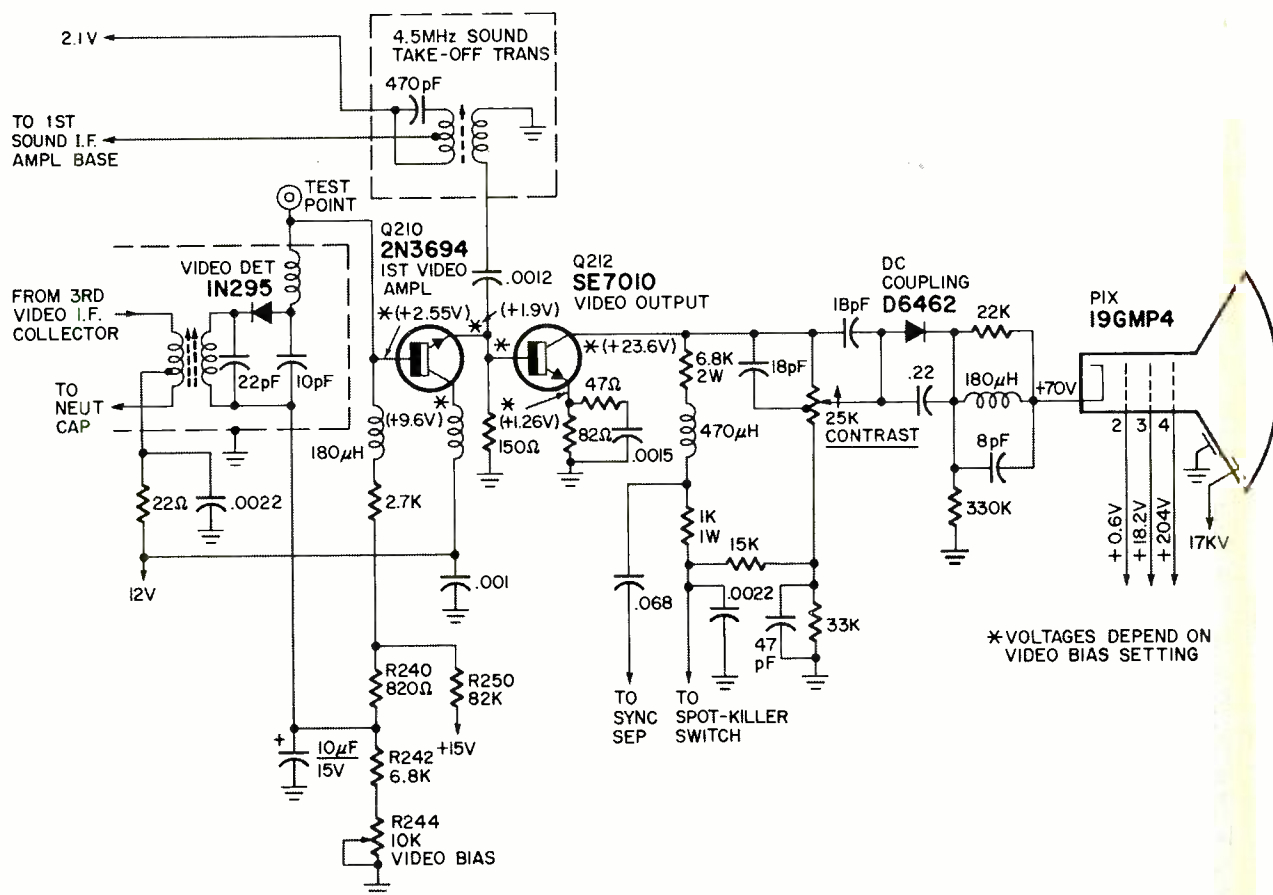 2.1V
4.5MHz SOUND
TAKE-OFF TRANS
470pF
TO 1ST
SOUND I.F.
AMPL BASE
TEST
POINT
Q210
2N3694
1ST VIDEO
AMPL
.0012
Q212
SE7010
VIDEO OUTPUT
VIDEO DET
1N295
FROM 3RD
VIDEO I.F.
COLLECTOR
22pF
10pF
TO
NEUT
CAP
*(+2.55V)
*
(+1.9V)
*
*(+23.6V)
*
(+9.6V)
*
(+1.26V)
180µH
150Ω
47Ω
82Ω
.0015
6.8K
2W
470µH
18pF
18pF
DC
COUPLING
D6462
22K
25K
CONTRAST
.22
180µH
8pF
330K
+70V
PIX
19GMP4
2
3
4
+0.6V
+18.2V
+204V
17KV
22Ω
.0022
12V
2.7K
.001
1K
1W
15K
.068
.0022
47
pF
33K
TO
SYNC
SEP
TO
SPOT-KILLER
SWITCH
*VOLTAGES DEPEND ON
VIDEO BIAS SETTING
R240
820Ω
R250
82K
+15V
+
10µF
15V
R242
6.8K
R244
10K
VIDEO BIAS